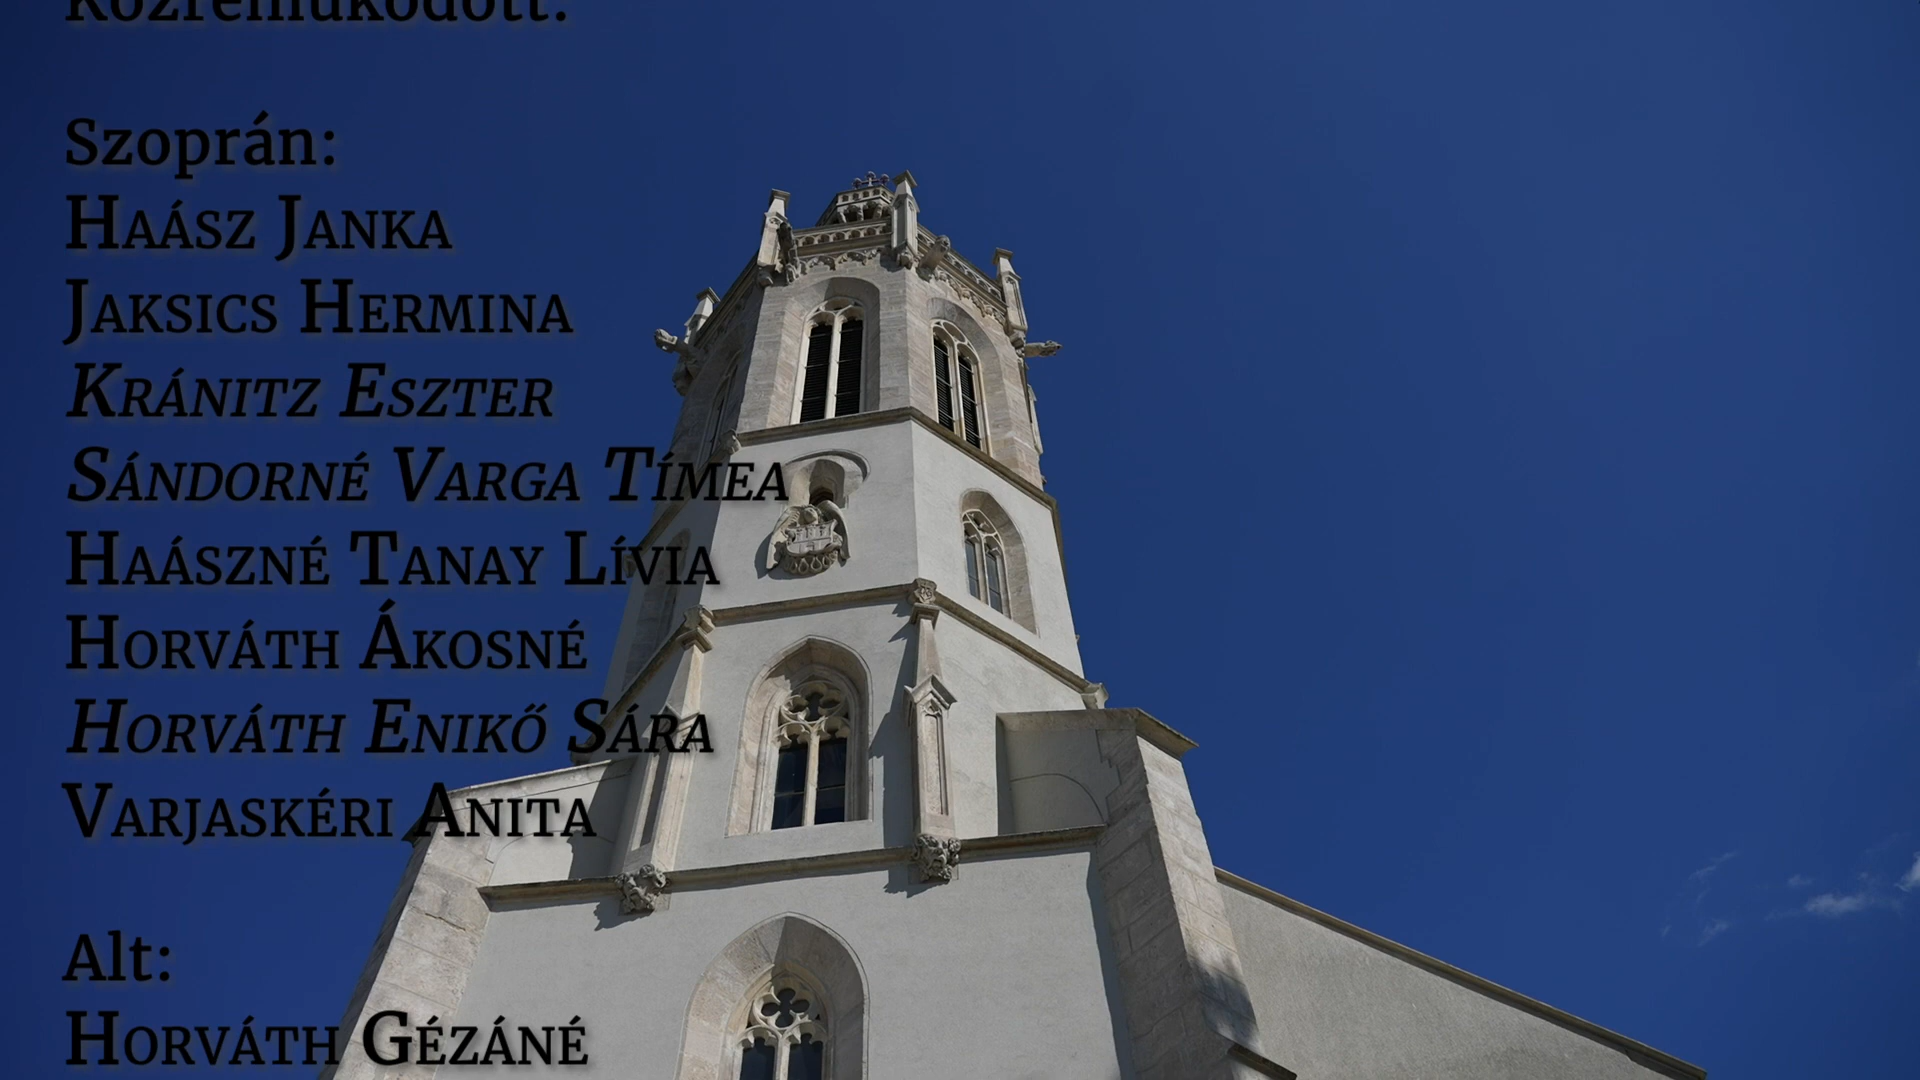 Közreműködött:
Szoprán:
Haász Janka
Jaksics Hermina
Kránitz Eszter
Sándorné Varga Tímea
Haászné Tanay Lívia
Horváth Ákosné
Horváth Enikő Sára
Varjaskéri Anita
Alt:
Horváth Gézáné